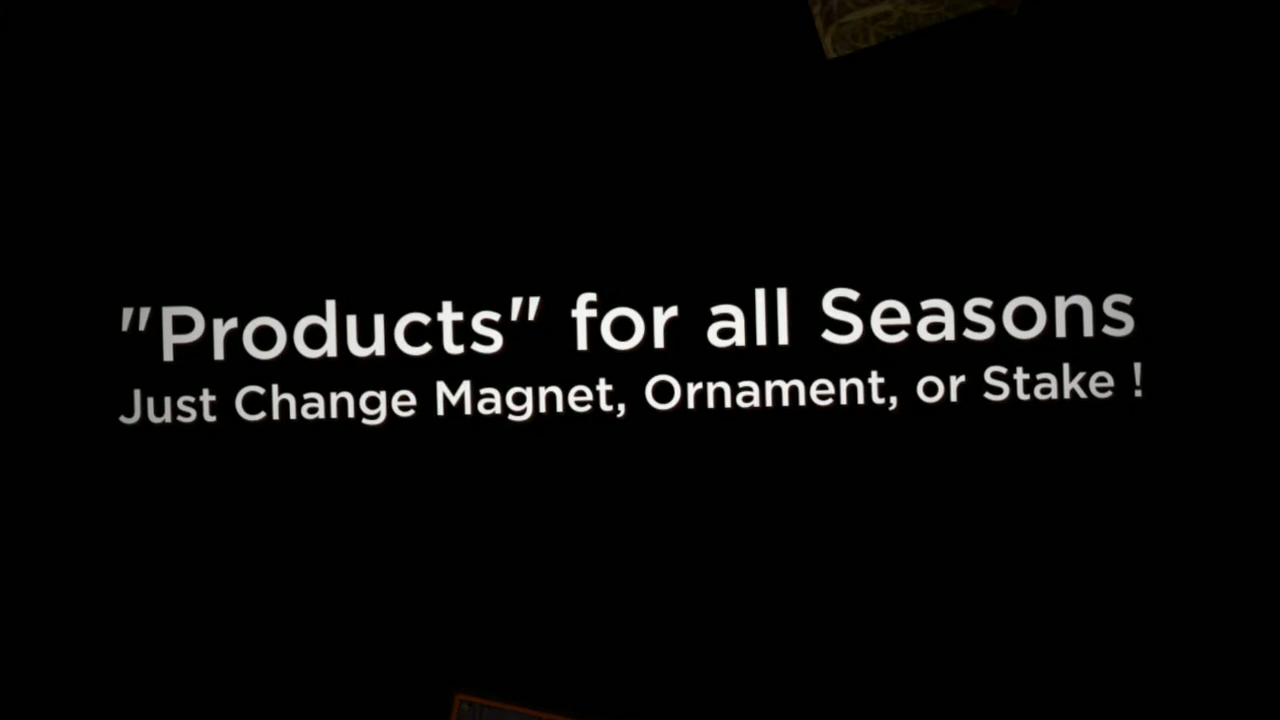 "Products" for all Seasons
Just Change Magnet, Ornament, or Stake !